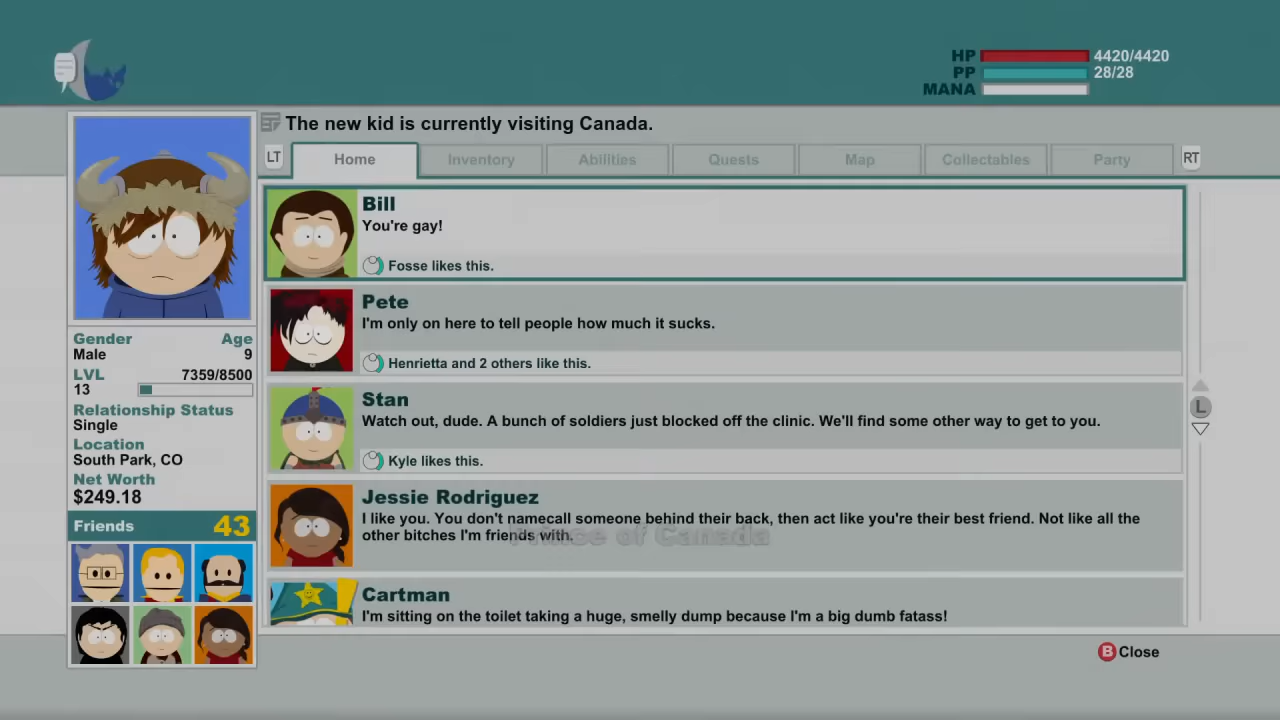 HP 4420/4420
PP 28/28
MANA
The new kid is currently visiting Canada.
LT Home Inventory Abilities Quests Map Collectables Party RT
Gender Age
Male 9
LVL 7359/8500
13
Relationship Status
Single
Location
South Park, CO
Net Worth
$249.18
Friends 43
Bill
You're gay!
Fosse likes this.
Pete
I'm only on here to tell people how much it sucks.
Henrietta and 2 others like this.
Stan
Watch out, dude. A bunch of soldiers just blocked off the clinic. We'll find some other way to get to you.
Kyle likes this.
Jessie Rodriguez
I like you. You don't namecall someone behind their back, then act like you're their best friend. Not like all the
other bitches I'm friends with.
Prince of Canada
Cartman
I'm sitting on the toilet taking a huge, smelly dump because I'm a big dumb fatass!
L
B Close